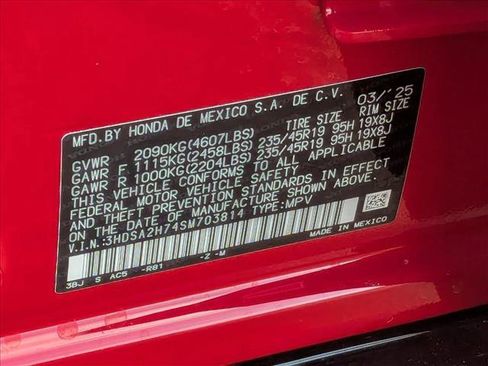 MFD.BY HONDA DE MEXICO S.A. DE C.V. 03/'25
TIRE SIZE RIM SIZE
GVWR 2090KG(4607LBS)
GAWR F 1115KG(2458LBS) 235/45R19 95H 19X8J
GAWR R 1000KG(2204LBS) 235/45R19 95H 19X8J
THIS VEHICLE CONFORMS TO ALL APPLICABLE
FEDERAL MOTOR VEHICLE SAFETY AND
THEFT PREVENTION STANDARDS IN EFFECT
ON THE DATE OF MANUFACTURE SHOWN ABOVE.
V.I.N:3HDSA2H74SM703814 TYPE:MPV
3BJ S AC5 -R81 -Z -M
MADE IN MEXICO